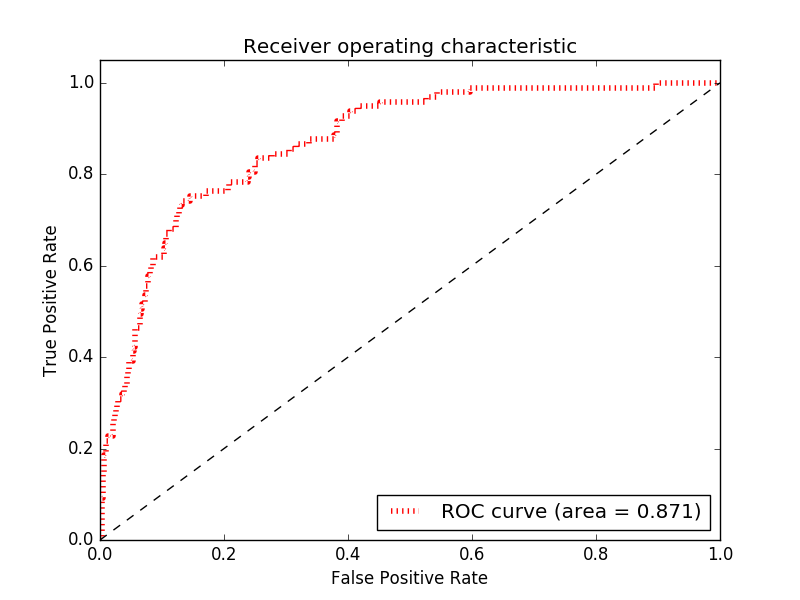 Receiver operating characteristic
1.0
0.8
0.6
0.4
0.2
0.0
True Positive Rate
ROC curve (area = 0.871)
0.0 0.2 0.4 0.6 0.8 1.0
False Positive Rate